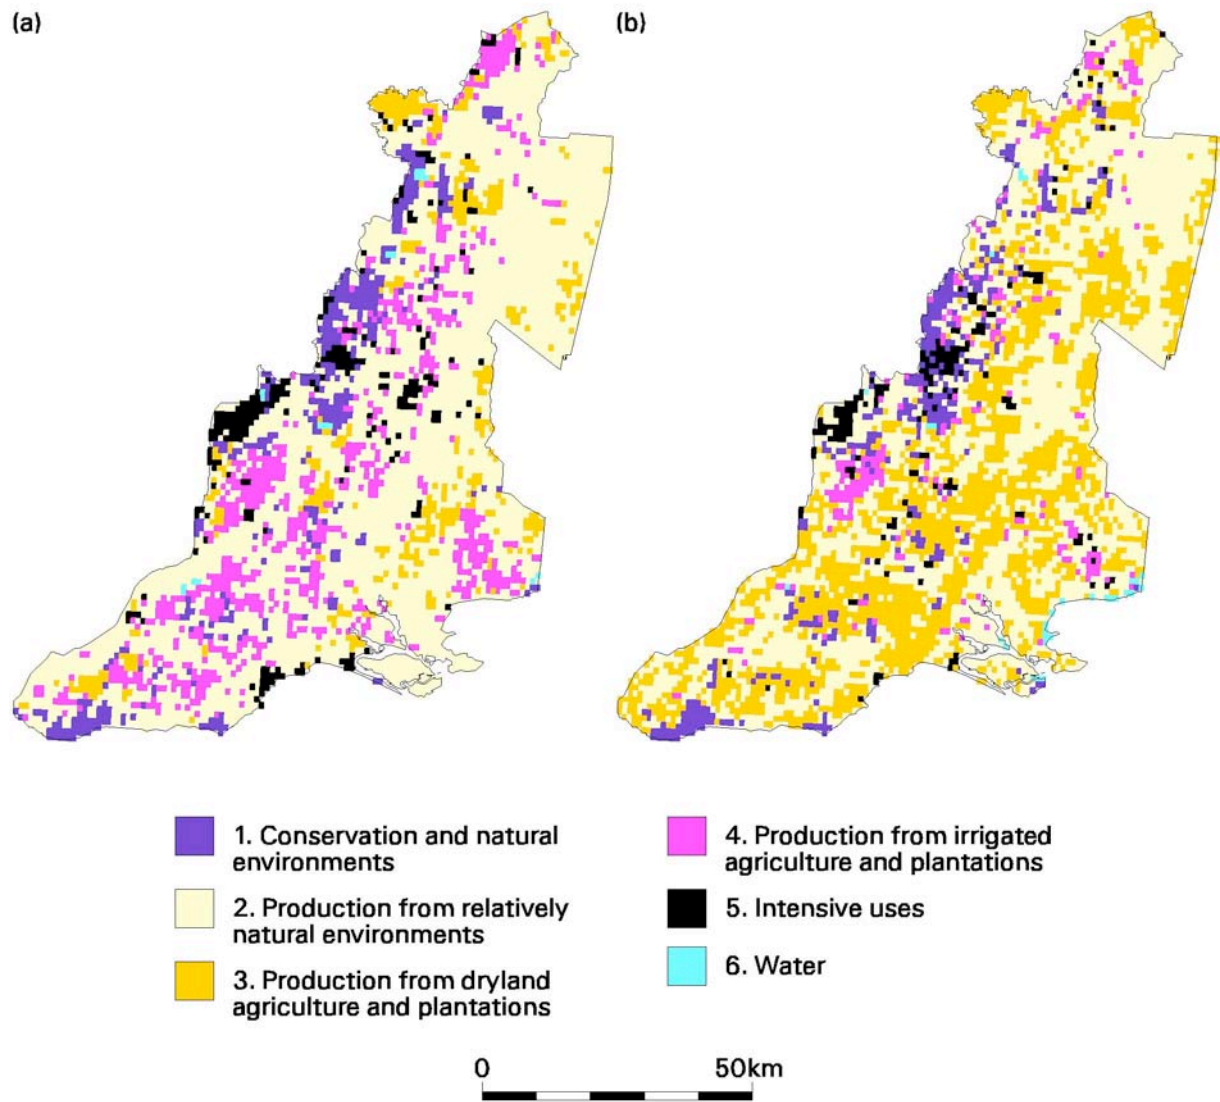 (a)
(b)
1. Conservation and natural
environments
2. Production from relatively
natural environments
3. Production from dryland
agriculture and plantations
4. Production from irrigated
agriculture and plantations
5. Intensive uses
6. Water
0 50km